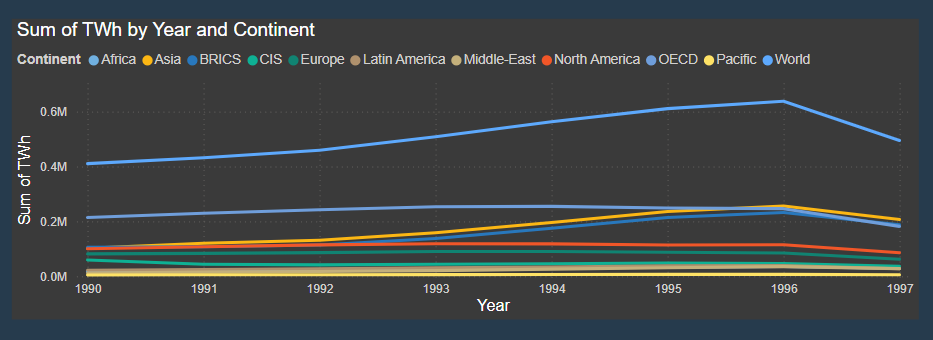 Sum of TWh by Year and Continent
Continent Africa Asia BRICS CIS Europe Latin America Middle-East North America OECD Pacific World
0.6M
0.4M
0.2M
0.0M
Sum of TWh
1990 1991 1992 1993 1994 1995 1996 1997
Year